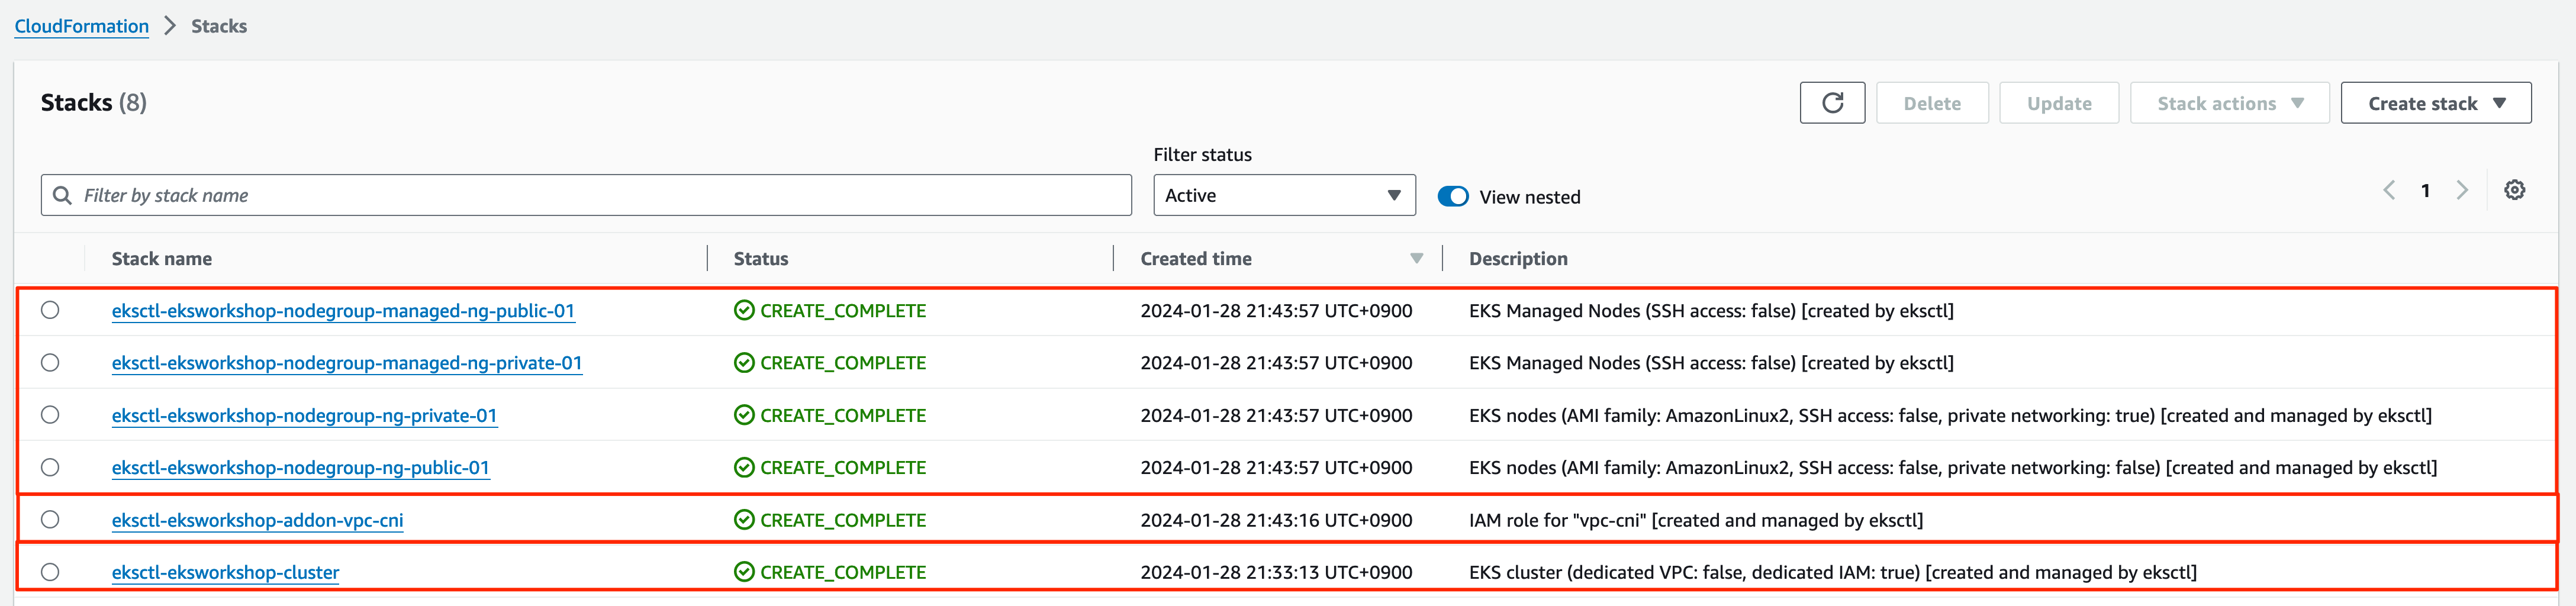 CloudFormation > Stacks
Stacks (8)
Delete
Update
Stack actions
Create stack
Filter by stack name
Filter status
Active
View nested
1
Stack name Status Created time Description
eksctl-eksworkshop-nodegroup-managed-ng-public-01 CREATE_COMPLETE 2024-01-28 21:43:57 UTC+0900 EKS Managed Nodes (SSH access: false) [created by eksctl]
eksctl-eksworkshop-nodegroup-managed-ng-private-01 CREATE_COMPLETE 2024-01-28 21:43:57 UTC+0900 EKS Managed Nodes (SSH access: false) [created by eksctl]
eksctl-eksworkshop-nodegroup-ng-private-01 CREATE_COMPLETE 2024-01-28 21:43:57 UTC+0900 EKS nodes (AMI family: AmazonLinux2, SSH access: false, private networking: true) [created and managed by eksctl]
eksctl-eksworkshop-nodegroup-ng-public-01 CREATE_COMPLETE 2024-01-28 21:43:57 UTC+0900 EKS nodes (AMI family: AmazonLinux2, SSH access: false, private networking: false) [created and managed by eksctl]
eksctl-eksworkshop-addon-vpc-cni CREATE_COMPLETE 2024-01-28 21:43:16 UTC+0900 IAM role for "vpc-cni" [created and managed by eksctl]
eksctl-eksworkshop-cluster CREATE_COMPLETE 2024-01-28 21:33:13 UTC+0900 EKS cluster (dedicated VPC: false, dedicated IAM: true) [created and managed by eksctl]